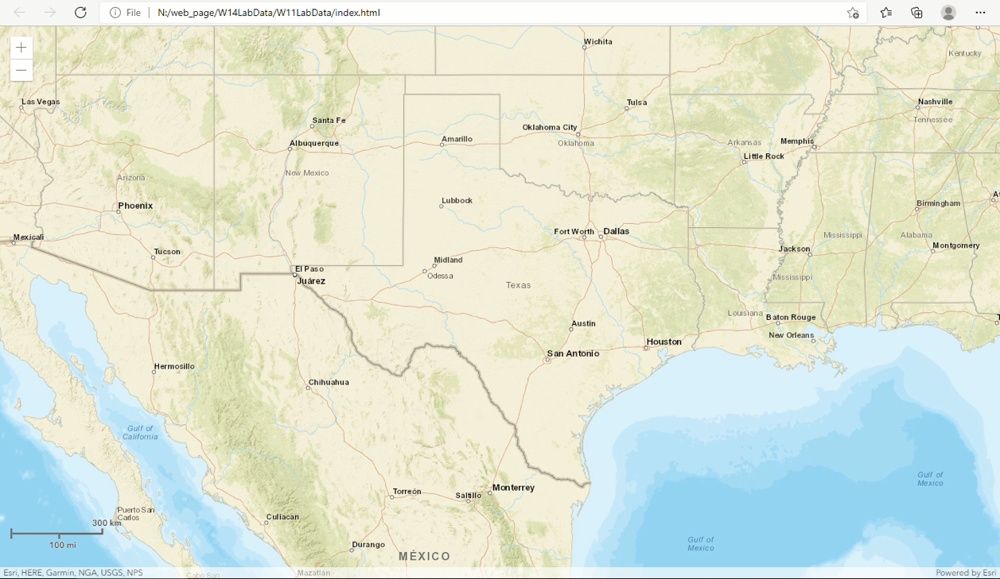 File
N:/web_page/W14LabData/W11LabData/index.html
Wichita
Kentucky
Las Vegas
Tulsa
Nashville
Tennessee
Santa Fe
Oklahoma City
Amarillo
Albuquerque
Oklahoma
Arkansas
Memphis
Little Rock
New Mexico
Arizona
Lubbock
Phoenix
Birmingham
Fort Worth
Dallas
Mexicali
Mississippi
Alabama
Tucson
Midland
Jackson
Montgomery
El Paso
Odessa
Juárez
Texas
Mississippi
Louisiana
Baton Rouge
Austin
New Orleans
Houston
San Antonio
Hermosillo
Chihuahua
Gulf of
California
Gulf of
Mexico
Monterrey
Torreón
Saltillo
Puerto San
Carlos
Culiacan
300 km
100 mi
Gulf of
Mexico
Durango
MÉXICO
Mazatlán
Cabo San
Esri, HERE, Garmin, NGA, USGS, NPS
Powered by Esri